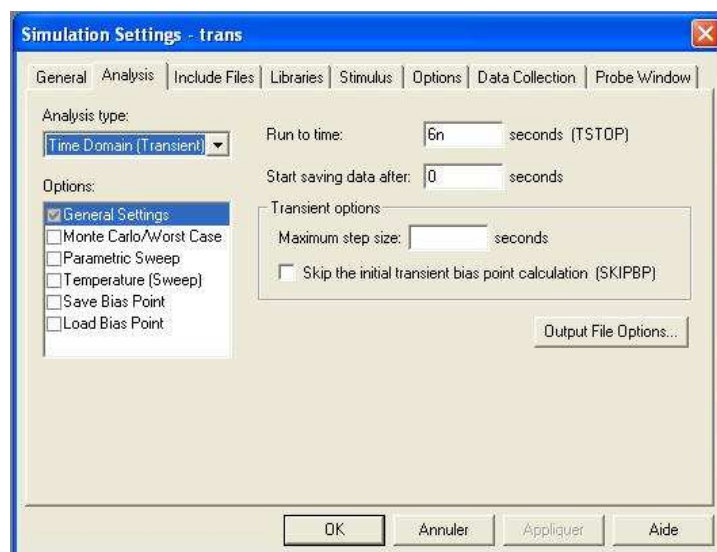 Simulation Settings - trans
General Analysis Include Files Libraries Stimulus Options Data Collection Probe Window
Analysis type:
Time Domain (Transient)
Options:
General Settings
Monte Carlo/Worst Case
Parametric Sweep
Temperature (Sweep)
Save Bias Point
Load Bias Point
Run to time: 6n seconds (TSTOP)
Start saving data after: 0 seconds
Transient options
Maximum step size: seconds
Skip the initial transient bias point calculation (SKIPBP)
Output File Options...
OK Annuler Appliquer Aide